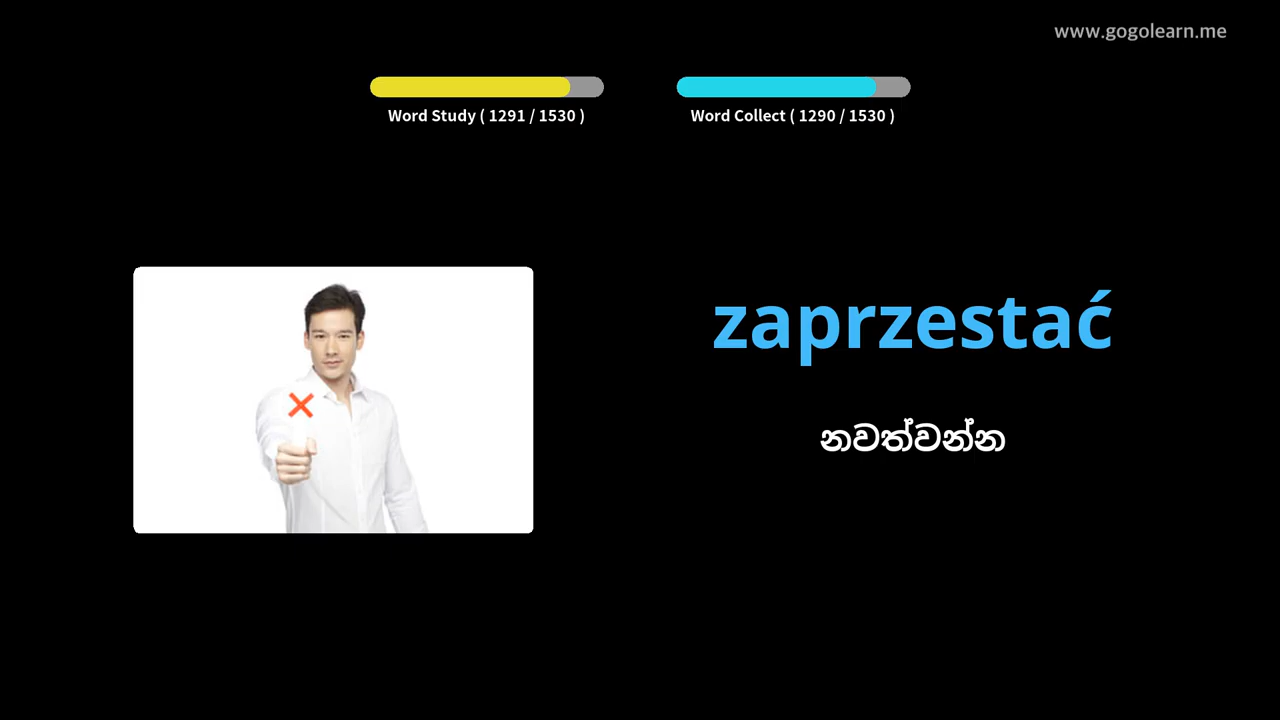 www.gogolearn.me
Word Study ( 1291 / 1530 )
Word Collect ( 1290 / 1530 )
zaprzestać
නවත්වන්න